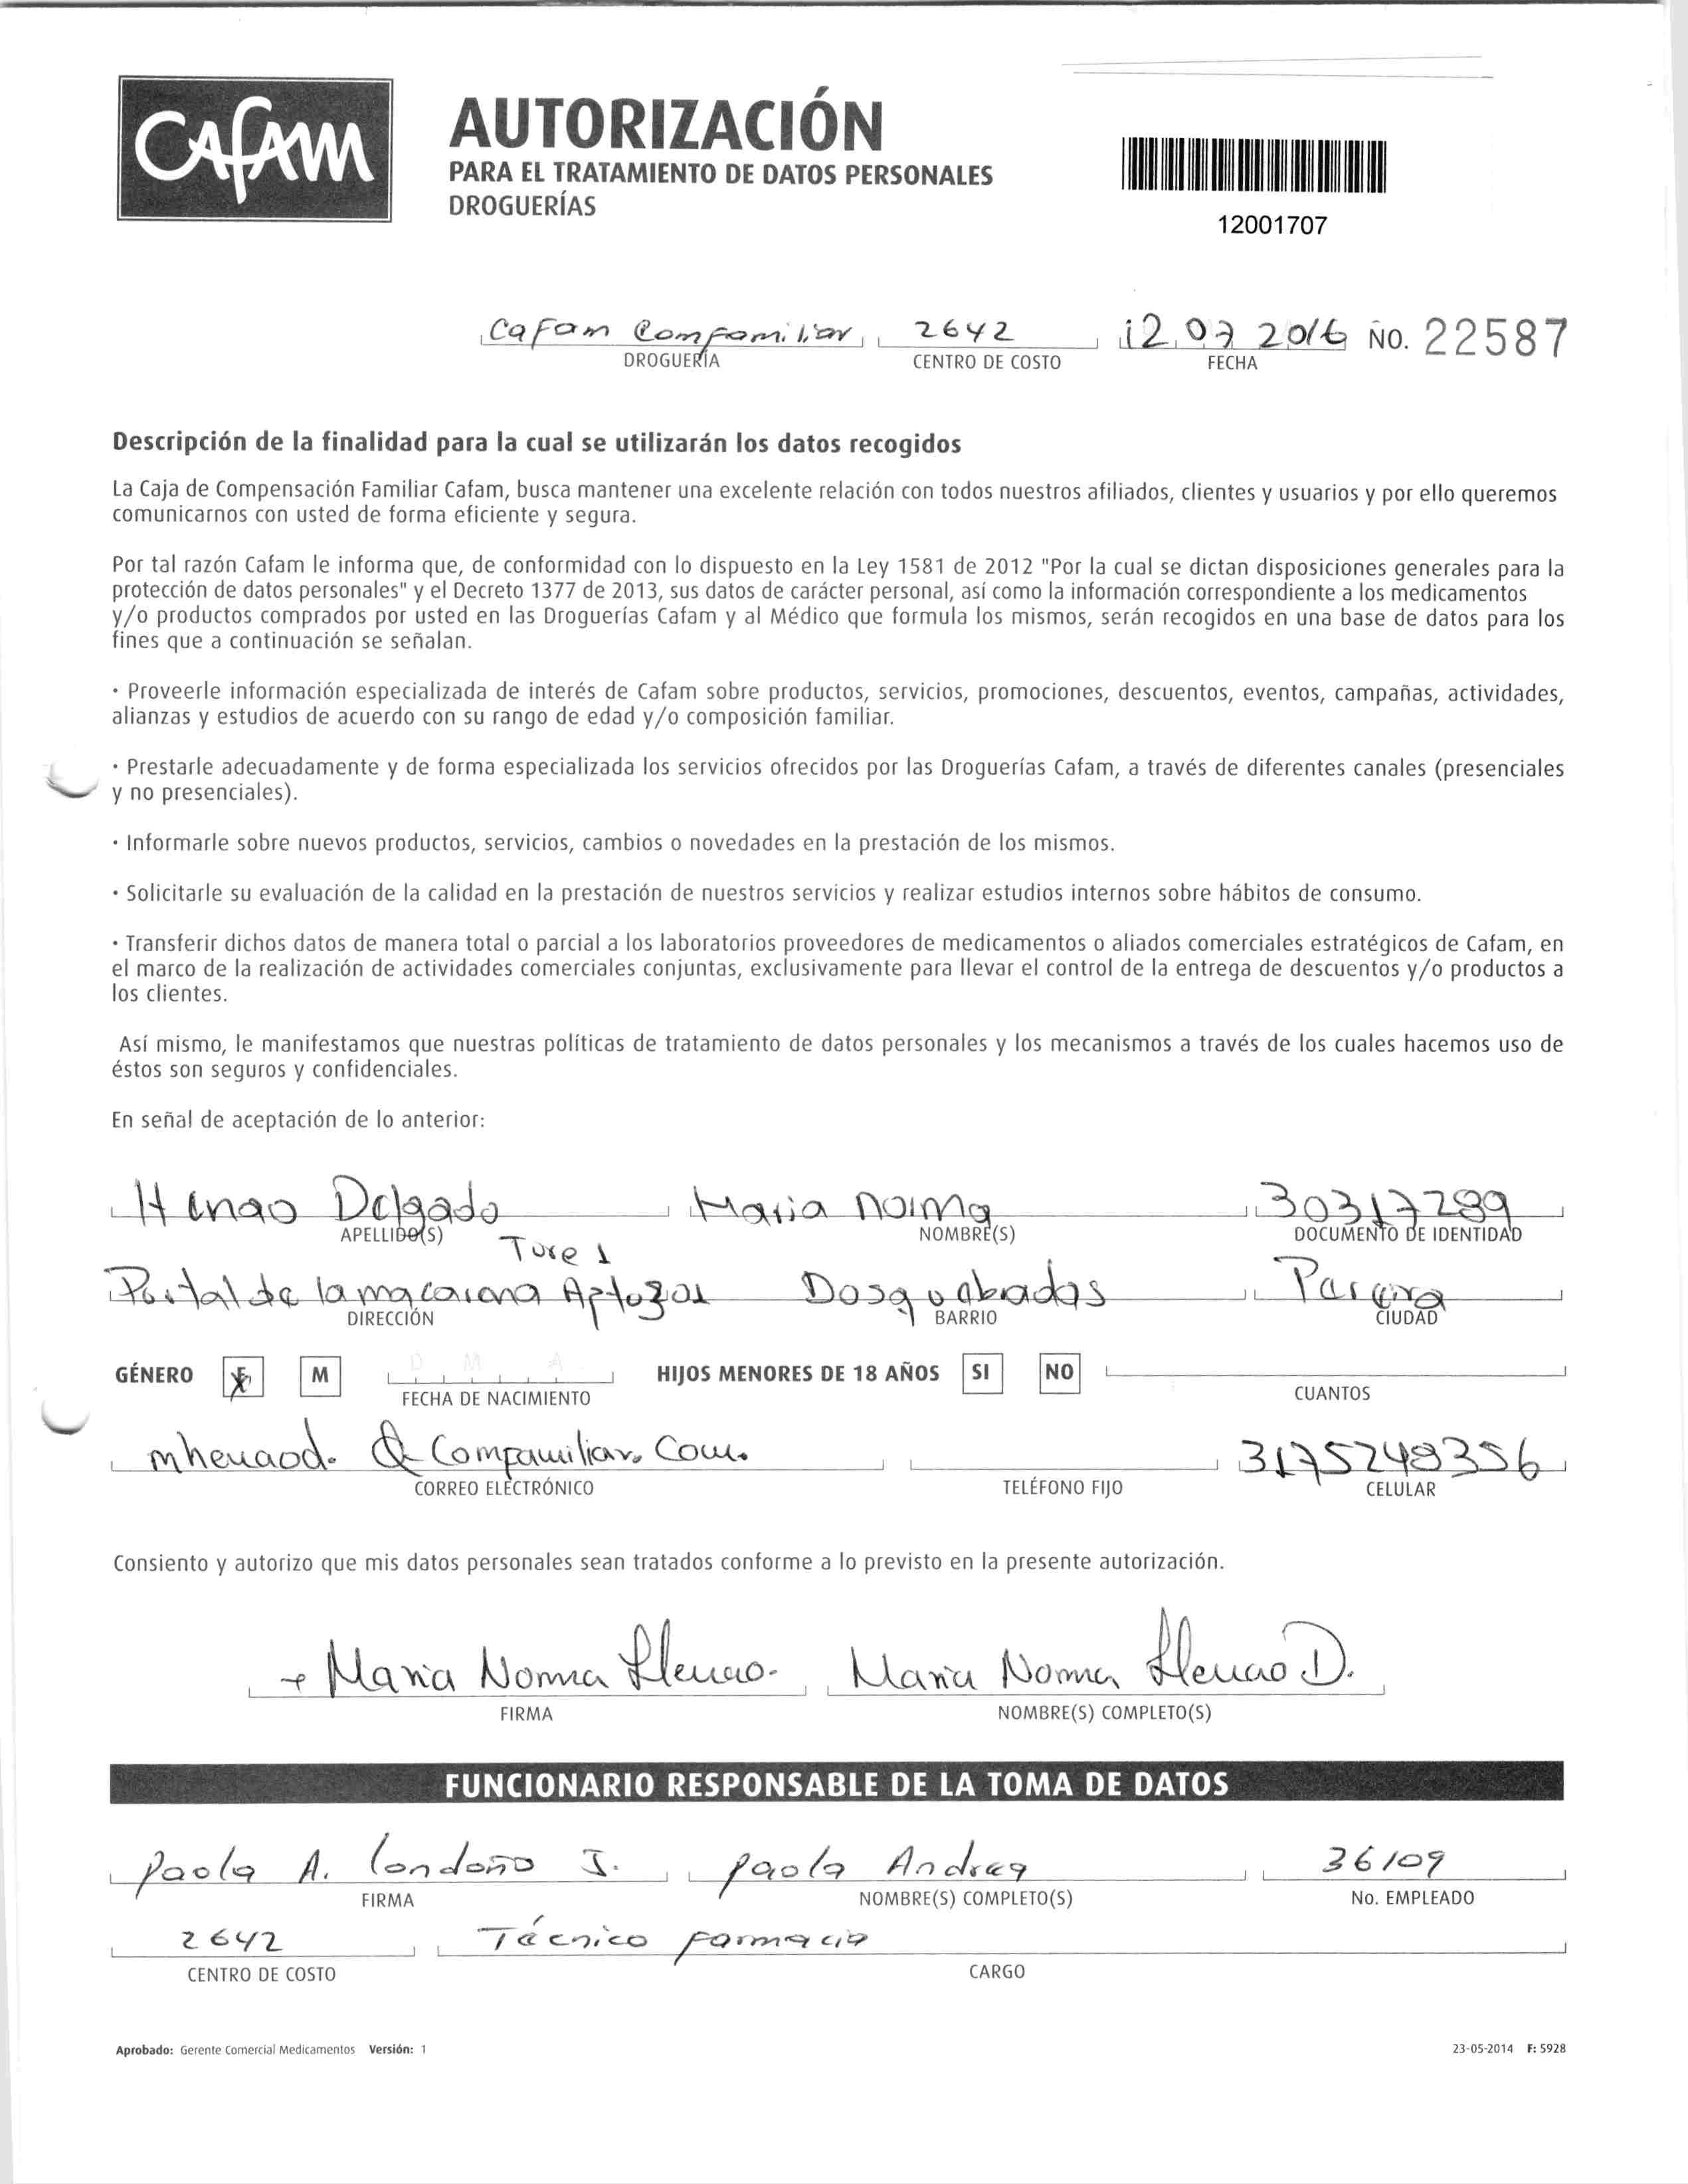 CAFAM
AUTORIZACIÓN
PARA EL TRATAMIENTO DE DATOS PERSONALES
DROGUERÍAS
12001707
Cafam Comfamiliar 2642 12 07 2016 NO. 22587
DROGUERÍA CENTRO DE COSTO FECHA
Descripción de la finalidad para la cual se utilizarán los datos recogidos
La Caja de Compensación Familiar Cafam, busca mantener una excelente relación con todos nuestros afiliados, clientes y usuarios y por ello queremos
comunicarnos con usted de forma eficiente y segura.
Por tal razón Cafam le informa que, de conformidad con lo dispuesto en la Ley 1581 de 2012 "Por la cual se dictan disposiciones generales para la
protección de datos personales" y el Decreto 1377 de 2013, sus datos de carácter personal, así como la información correspondiente a los medicamentos
y/o productos comprados por usted en las Droguerías Cafam y al Médico que formula los mismos, serán recogidos en una base de datos para los
fines que a continuación se señalan.
· Proveerle información especializada de interés de Cafam sobre productos, servicios, promociones, descuentos, eventos, campañas, actividades,
alianzas y estudios de acuerdo con su rango de edad y/o composición familiar.
· Prestarle adecuadamente y de forma especializada los servicios ofrecidos por las Droguerías Cafam, a través de diferentes canales (presenciales
y no presenciales).
· Informarle sobre nuevos productos, servicios, cambios o novedades en la prestación de los mismos.
· Solicitarle su evaluación de la calidad en la prestación de nuestros servicios y realizar estudios internos sobre hábitos de consumo.
· Transferir dichos datos de manera total o parcial a los laboratorios proveedores de medicamentos o aliados comerciales estratégicos de Cafam, en
el marco de la realización de actividades comerciales conjuntas, exclusivamente para llevar el control de la entrega de descuentos y/o productos a
los clientes.
Así mismo, le manifestamos que nuestras políticas de tratamiento de datos personales y los mecanismos a través de los cuales hacemos uso de
éstos son seguros y confidenciales.
En señal de aceptación de lo anterior:
Henao Delgado Maria Norma 30317289
APELLIDO(S) NOMBRE(S) DOCUMENTO DE IDENTIDAD
Torre 1
Portal de la macarena Apto 301 Dosquebradas Pereira
DIRECCIÓN BARRIO CIUDAD
GÉNERO F M D M A HIJOS MENORES DE 18 AÑOS SI NO
FECHA DE NACIMIENTO CUANTOS
mhenaod. @ Comfamiliar. Com. 3175248356
CORREO ELECTRÓNICO TELÉFONO FIJO CELULAR
Consiento y autorizo que mis datos personales sean tratados conforme a lo previsto en la presente autorización.
Maria Norma Henao. Maria Norma Henao D.
FIRMA NOMBRE(S) COMPLETO(S)
FUNCIONARIO RESPONSABLE DE LA TOMA DE DATOS
Paola A. Londoño J. Paola Andrea 36109
FIRMA NOMBRE(S) COMPLETO(S) No. EMPLEADO
2642 Técnico farmacia
CENTRO DE COSTO CARGO
Aprobado: Gerente Comercial Medicamentos Versión: 1 23-05-2014 F: 5928